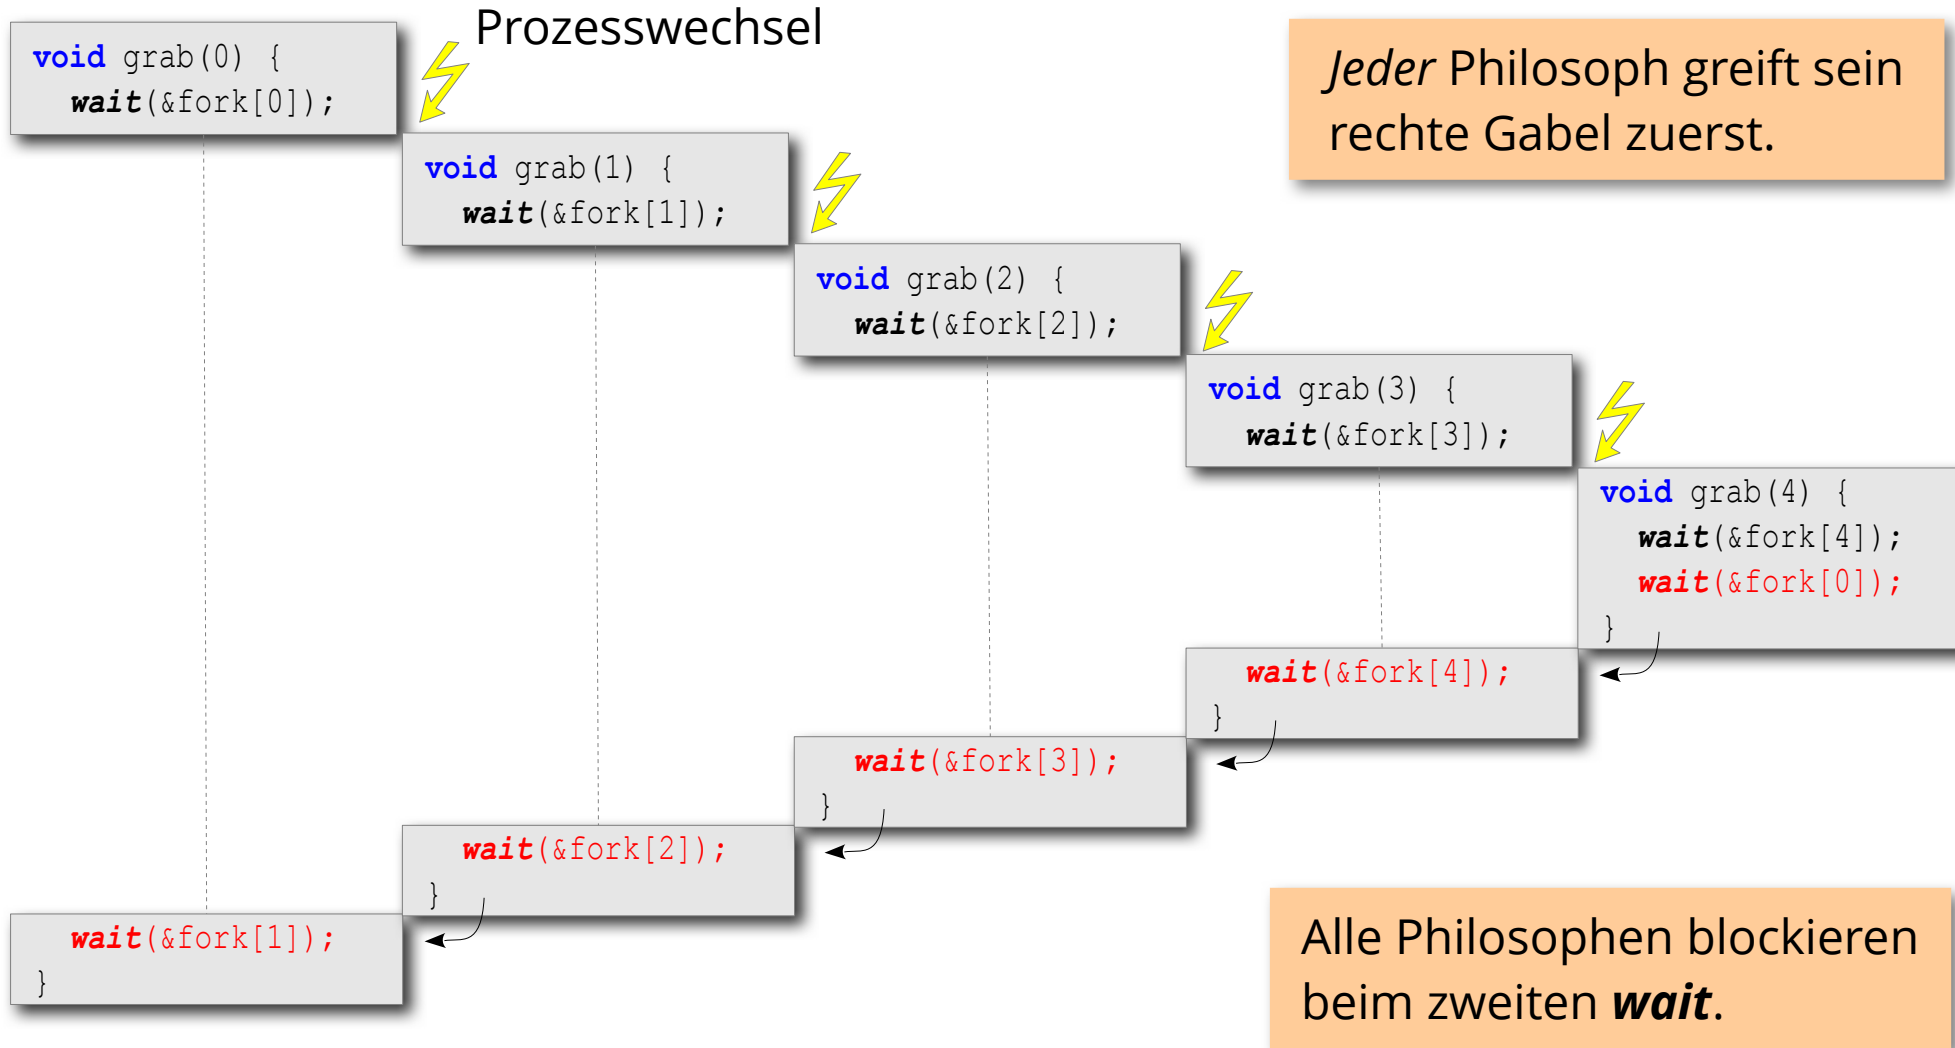 Prozesswechsel
void grab(0) {
wait(&fork[0]);
Jeder Philosoph greift sein
rechte Gabel zuerst.
void grab(1) {
wait(&fork[1]);
void grab(2) {
wait(&fork[2]);
void grab(3) {
wait(&fork[3]);
void grab(4) {
wait(&fork[4]);
wait(&fork[0]);
}
wait(&fork[4]);
}
wait(&fork[3]);
}
wait(&fork[2]);
}
wait(&fork[1]);
}
Alle Philosophen blockieren
beim zweiten wait.